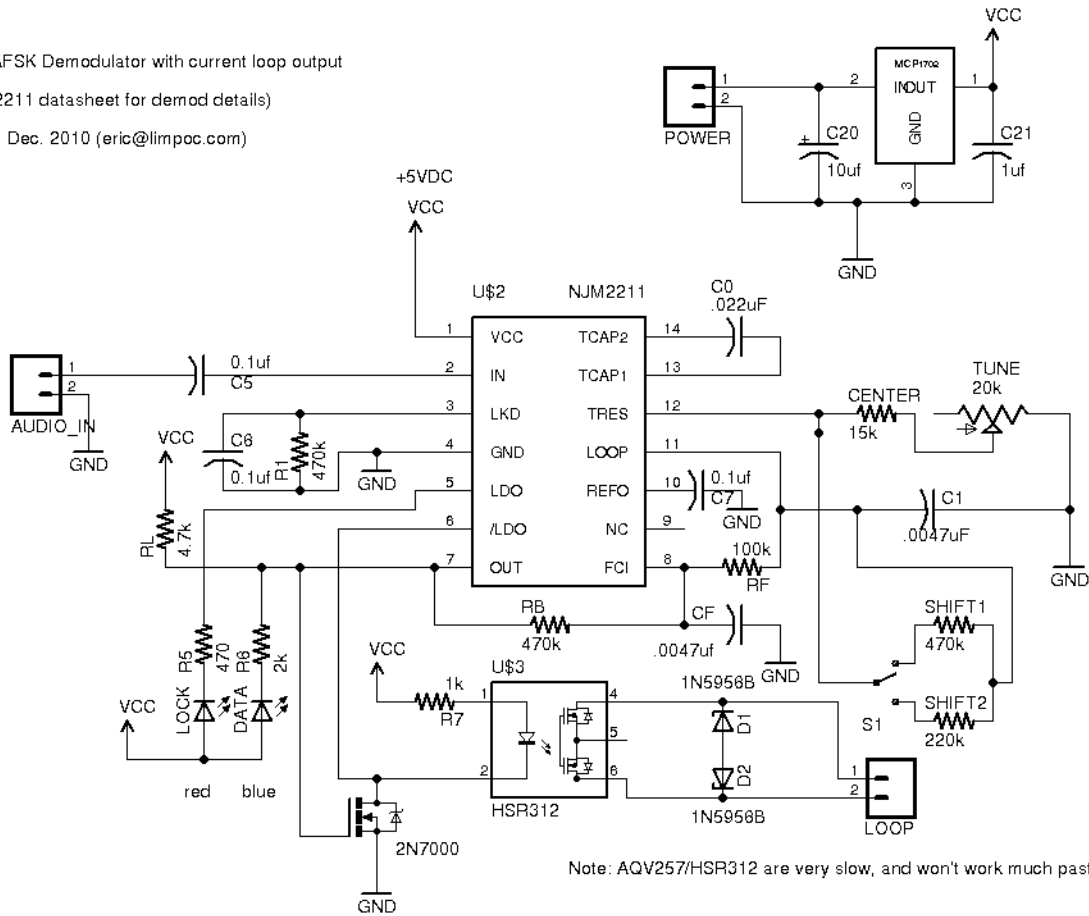 AFSK Demodulator with current loop output
2211 datasheet for demod details)
Dec. 2010 (eric@limpoc.com)
VCC
MCP1702
1
2
INOUT
1
2
GND
POWER
C20
10uf
3
C21
1uf
GND
+5VDC
VCC
U$2
NJM2211
C0
.022uF
1
VCC
TCAP2
14
1
0.1uf
2
IN
TCAP1
13
2
C5
AUDIO_IN
GND
3
LKD
TRES
12
CENTER
15k
TUNE
20k
VCC
C6
0.1uf
R1
470k
4
GND
LOOP
11
GND
5
LDO
REFO
10
0.1uf
C7
GND
C1
.0047uF
RL
4.7k
6
/LDO
NC
9
7
OUT
FCI
8
100k
RF
GND
RB
470k
CF
.0047uf
GND
SHIFT1
470k
SHIFT2
220k
S1
R5
470
R6
2k
VCC
1k
R7
U$3
1
2
4
5
6
HSR312
1N5956B
D1
D2
1N5956B
1
2
LOOP
VCC
LOCK
DATA
red
blue
2N7000
GND
Note: AQV257/HSR312 are very slow, and won't work much past